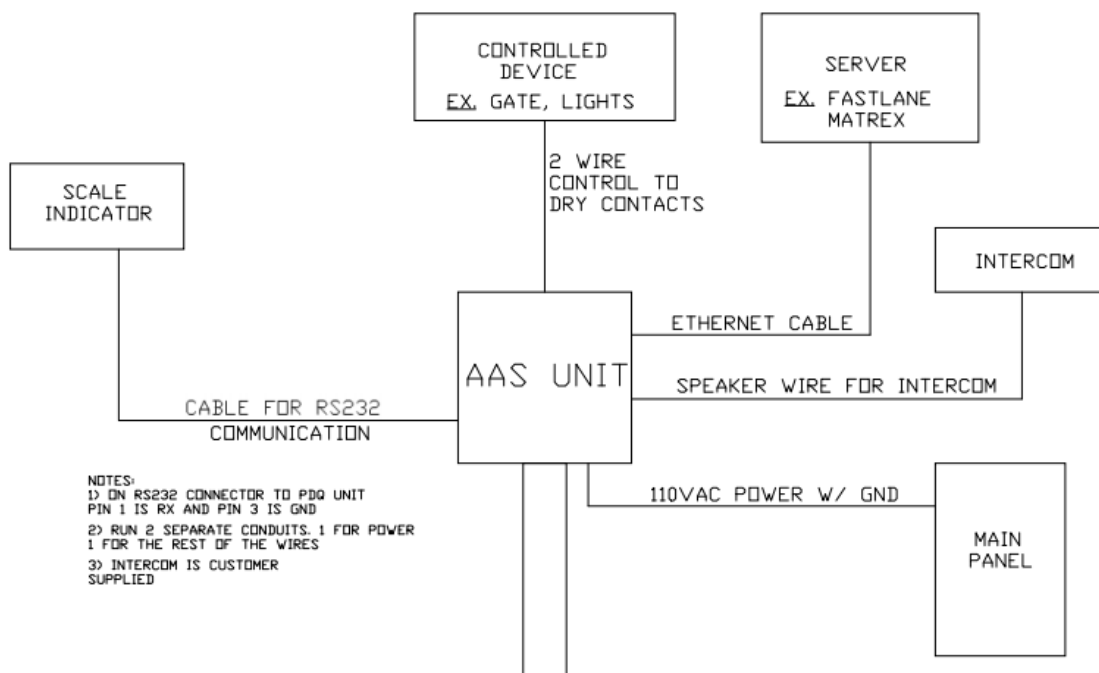 CONTROLLED
DEVICE
EX. GATE, LIGHTS
SERVER
EX. FASTLANE
MATREX
SCALE
INDICATOR
2 WIRE
CONTROL TO
DRY CONTACTS
INTERCOM
ETHERNET CABLE
AAS UNIT
SPEAKER WIRE FOR INTERCOM
CABLE FOR RS232
COMMUNICATION
NOTES:
1) ON RS232 CONNECTOR TO PDQ UNIT
PIN 1 IS RX AND PIN 3 IS GND
2) RUN 2 SEPARATE CONDUITS. 1 FOR POWER
1 FOR THE REST OF THE WIRES
3) INTERCOM IS CUSTOMER
SUPPLIED
110VAC POWER W/ GND
MAIN
PANEL